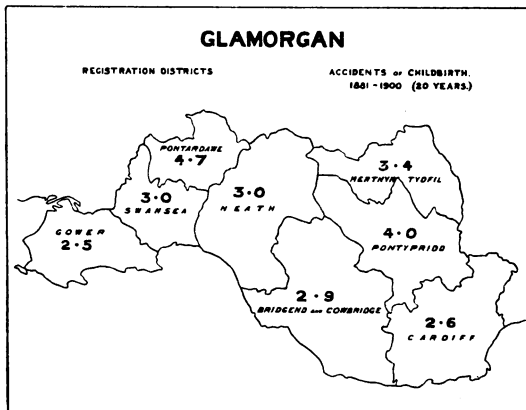 GLAMORGAN
REGISTRATION DISTRICTS
ACCIDENTS OF CHILDBIRTH.
1881-1900 (20 YEARS.)
PONTARDAWE
4·7
3·0
SWANSEA
3·0
NEATH
3·4
MERTHYR TYDFIL
GOWER
2·5
4·0
PONTYPRIDD
2·9
BRIDGEND AND COWBRIDGE
2·6
CARDIFF